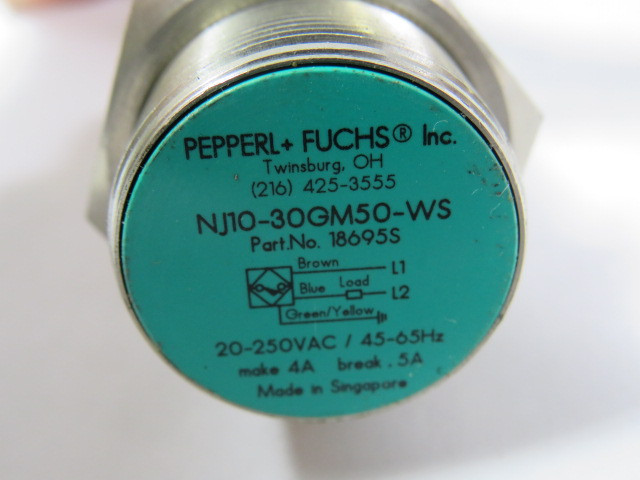 PEPPERL+ FUCHS® Inc.
Twinsburg, OH
(216) 425-3555
NJ10-30GM50-WS
Part.No. 18695S
Brown L1
Blue Load L2
Green/Yellow
20-250VAC / 45-65Hz
make 4A break .5A
Made in Singapore